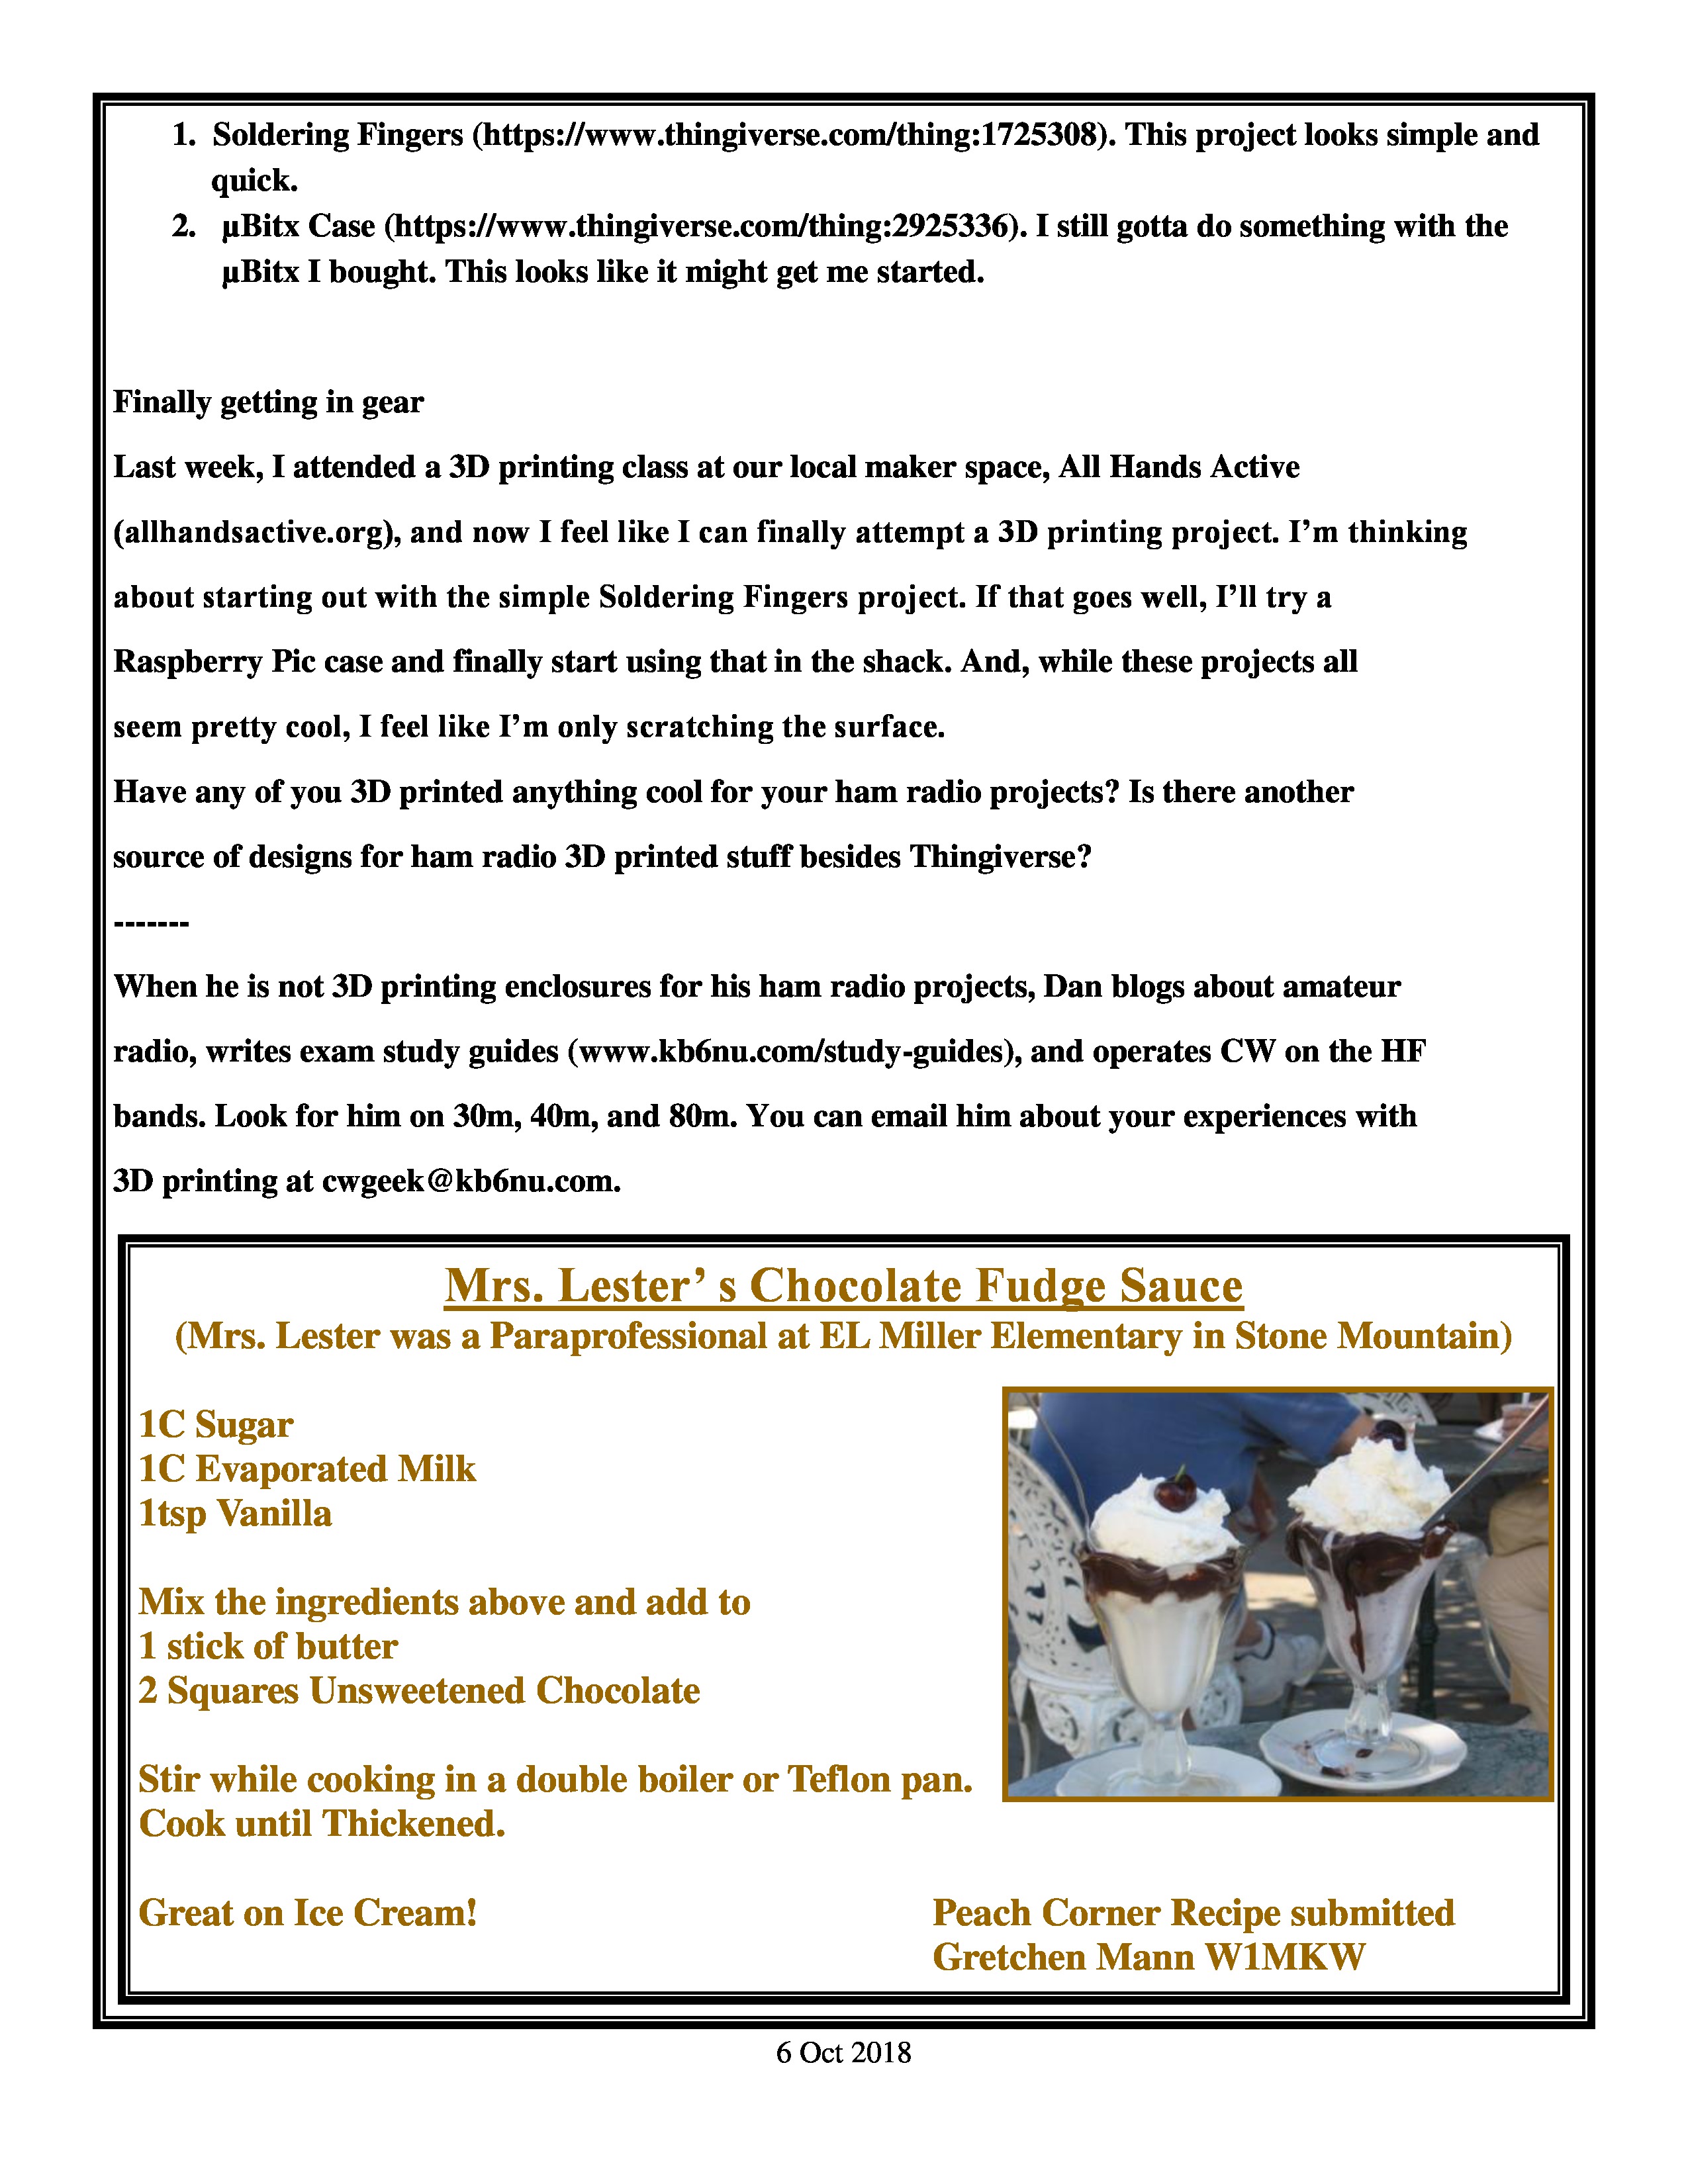 1. Soldering Fingers (https://www.thingiverse.com/thing:1725308). This project looks simple and
quick.
2. µBitx Case (https://www.thingiverse.com/thing:2925336). I still gotta do something with the
µBitx I bought. This looks like it might get me started.
Finally getting in gear
Last week, I attended a 3D printing class at our local maker space, All Hands Active
(allhandsactive.org), and now I feel like I can finally attempt a 3D printing project. I’m thinking
about starting out with the simple Soldering Fingers project. If that goes well, I’ll try a
Raspberry Pic case and finally start using that in the shack. And, while these projects all
seem pretty cool, I feel like I’m only scratching the surface.
Have any of you 3D printed anything cool for your ham radio projects? Is there another
source of designs for ham radio 3D printed stuff besides Thingiverse?
-------
When he is not 3D printing enclosures for his ham radio projects, Dan blogs about amateur
radio, writes exam study guides (www.kb6nu.com/study-guides), and operates CW on the HF
bands. Look for him on 30m, 40m, and 80m. You can email him about your experiences with
3D printing at cwgeek@kb6nu.com.
Mrs. Lester’ s Chocolate Fudge Sauce
(Mrs. Lester was a Paraprofessional at EL Miller Elementary in Stone Mountain)
1C Sugar
1C Evaporated Milk
1tsp Vanilla
Mix the ingredients above and add to
1 stick of butter
2 Squares Unsweetened Chocolate
Stir while cooking in a double boiler or Teflon pan.
Cook until Thickened.
Great on Ice Cream!
Peach Corner Recipe submitted
Gretchen Mann W1MKW
6 Oct 2018